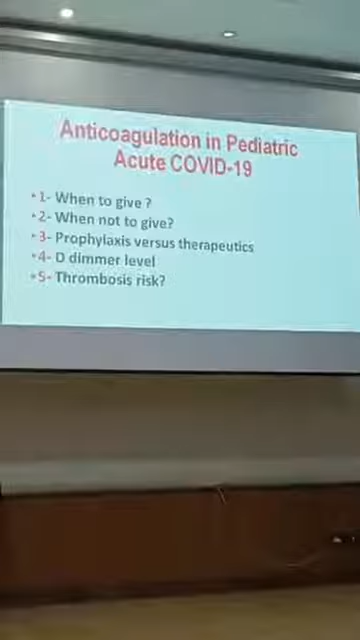 Anticoagulation in Pediatric
Acute COVID-19
•1- When to give ?
•2- When not to give?
•3- Prophylaxis versus therapeutics
•4- D dimmer level
•5- Thrombosis risk?